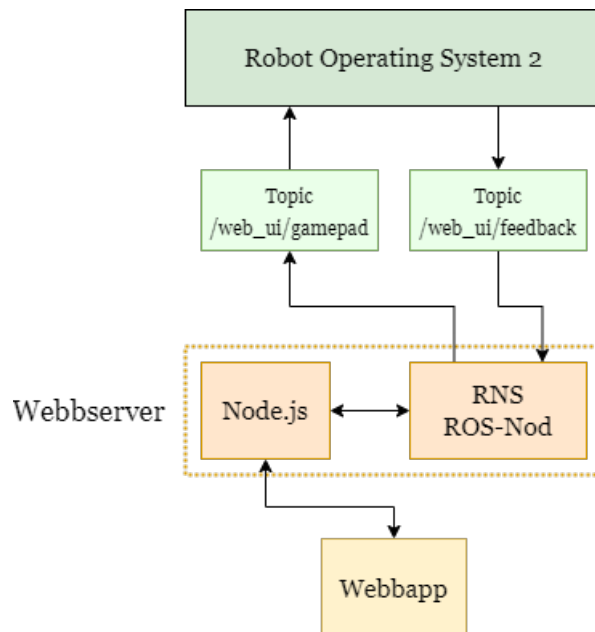 Robot Operating System 2
Topic
/web_ui/gamepad
Topic
/web_ui/feedback
Webbserver
Node.js
RNS
ROS-Nod
Webbapp